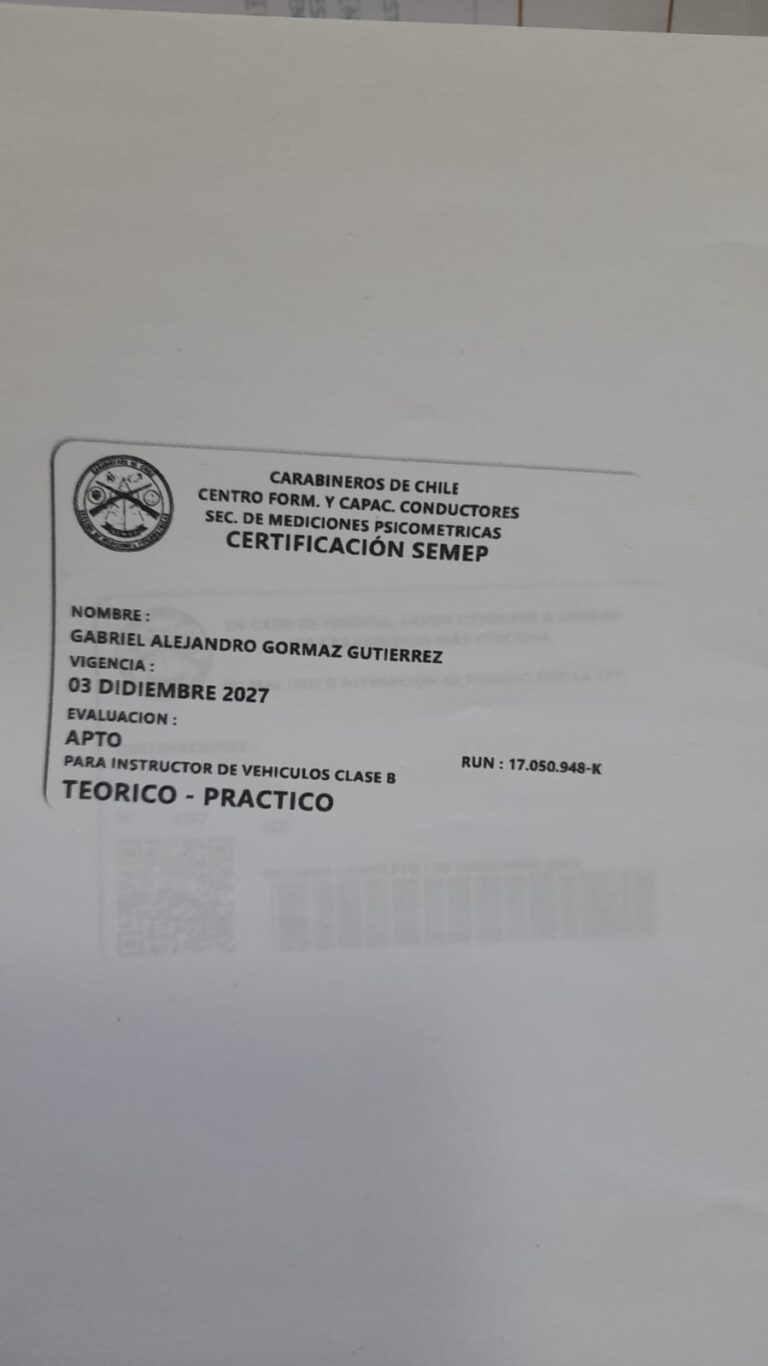 CARABINEROS DE CHILE
CENTRO FORM. Y CAPAC. CONDUCTORES
SEC. DE MEDICIONES PSICOMETRICAS
CERTIFICACIÓN SEMEP
NOMBRE :
GABRIEL ALEJANDRO GORMAZ GUTIERREZ
VIGENCIA :
03 DIDIEMBRE 2027
EVALUACION :
APTO
RUN : 17.050.948-K
PARA INSTRUCTOR DE VEHICULOS CLASE B
TEORICO - PRACTICO